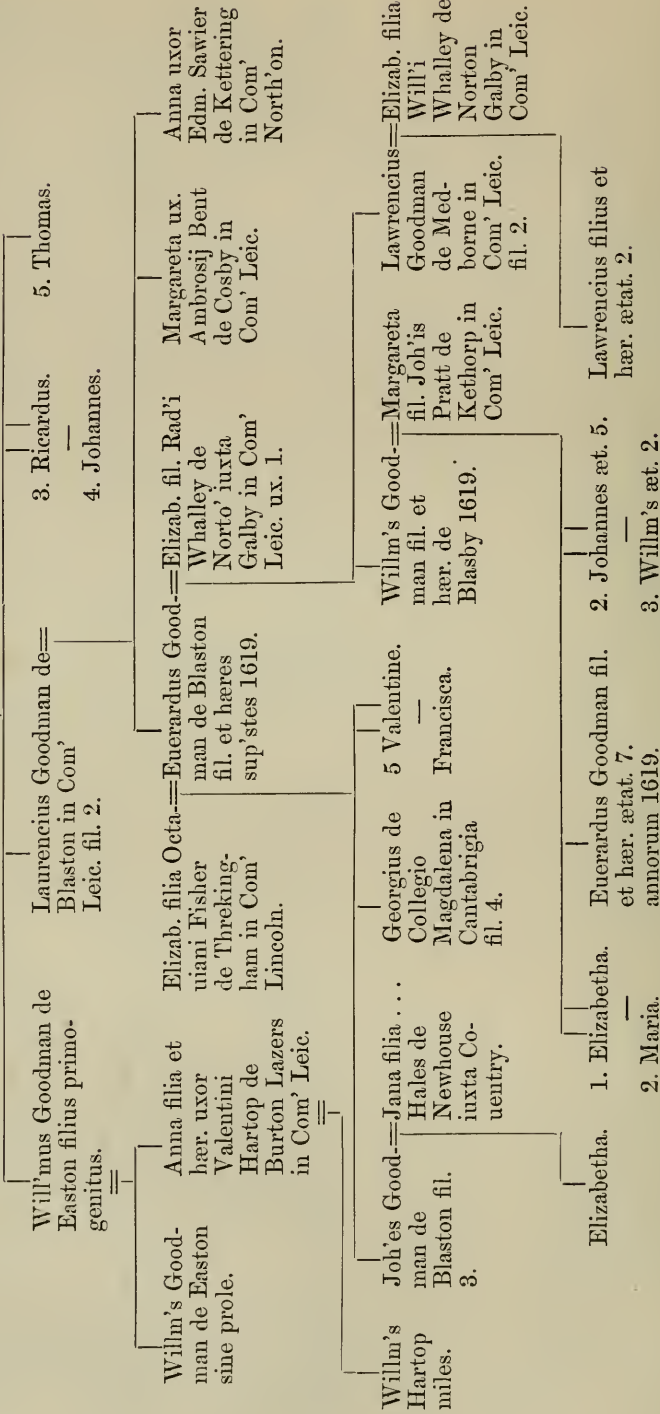 Will'mus Goodman de
Easton filius primo-
genitus.
Laurencius Goodman de
Blaston in Com'
Leic. fil. 2.
3. Ricardus.
—
4. Johannes.
5. Thomas.
Willm's Good-
man de Easton
sine prole.
Anna filia et
hær. uxor
Valentini
Hartop de
Burton Lazers
in Com' Leic.
Elizab. filia Octa-
uiani Fisher
de Threking-
ham in Com'
Lincoln.
Euerardus Good-
man de Blaston
fil. et hæres
sup'stes 1619.
Elizab. fil. Rad'i
Whalley de
Norto' iuxta
Galby in Com'
Leic. ux. 1.
Margareta ux.
Ambrosij Bent
de Cosby in
Com' Leic.
Anna uxor
Edm. Sawier
de Kettering
in Com'
North'on.
Willm's
Hartop
miles.
Joh'es Good-
man de
Blaston fil.
3.
Jana filia . . .
Hales de
Newhouse
iuxta Co-
uentry.
Georgius de
Collegio
Magdalena in
Cantabrigia
fil. 4.
5 Valentine.
—
Francisca.
Willm's Good-
man fil. et
hær. de
Blasby 1619.
Margareta
fil. Joh'is
Pratt de
Kethorp in
Com' Leic.
Lawrencius
Goodman
de Med-
borne in
Com' Leic.
fil. 2.
Elizab. filia
Will'i
Whalley de
Norton
Galby in
Com' Leic.
Elizabetha.
1. Elizabetha.
—
2. Maria.
Euerardus Goodman fil.
et hær. ætat. 7.
annorum 1619.
2. Johannes æt. 5.
—
3. Willm's æt. 2.
Lawrencius filius et
hær. ætat. 2.